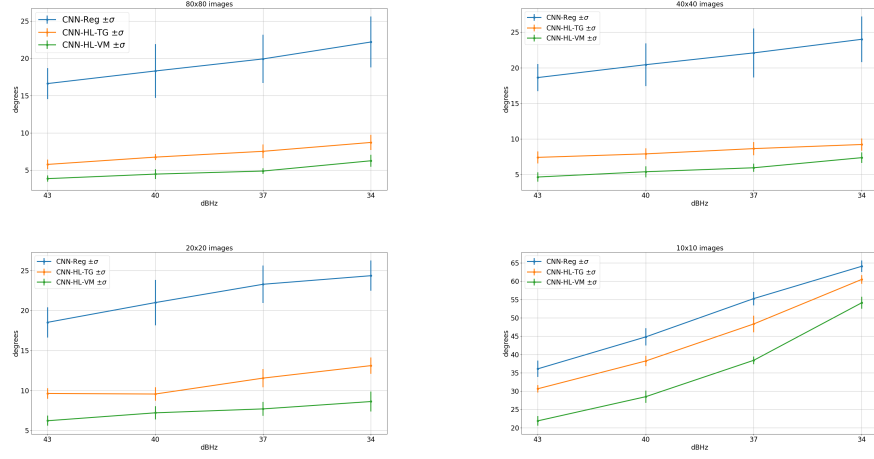 80x80 images
25
20
15
10
5
degrees
CNN-Reg ±σ
CNN-HL-TG ±σ
CNN-HL-VM ±σ
43
40
37
34
dBHz
40x40 images
25
20
15
10
5
degrees
CNN-Reg ±σ
CNN-HL-TG ±σ
CNN-HL-VM ±σ
43
40
37
34
dBHz
20x20 images
25
20
15
10
5
degrees
CNN-Reg ±σ
CNN-HL-TG ±σ
CNN-HL-VM ±σ
43
40
37
34
dBHz
10x10 images
65
60
55
50
45
40
35
30
25
20
degrees
CNN-Reg ±σ
CNN-HL-TG ±σ
CNN-HL-VM ±σ
43
40
37
34
dBHz